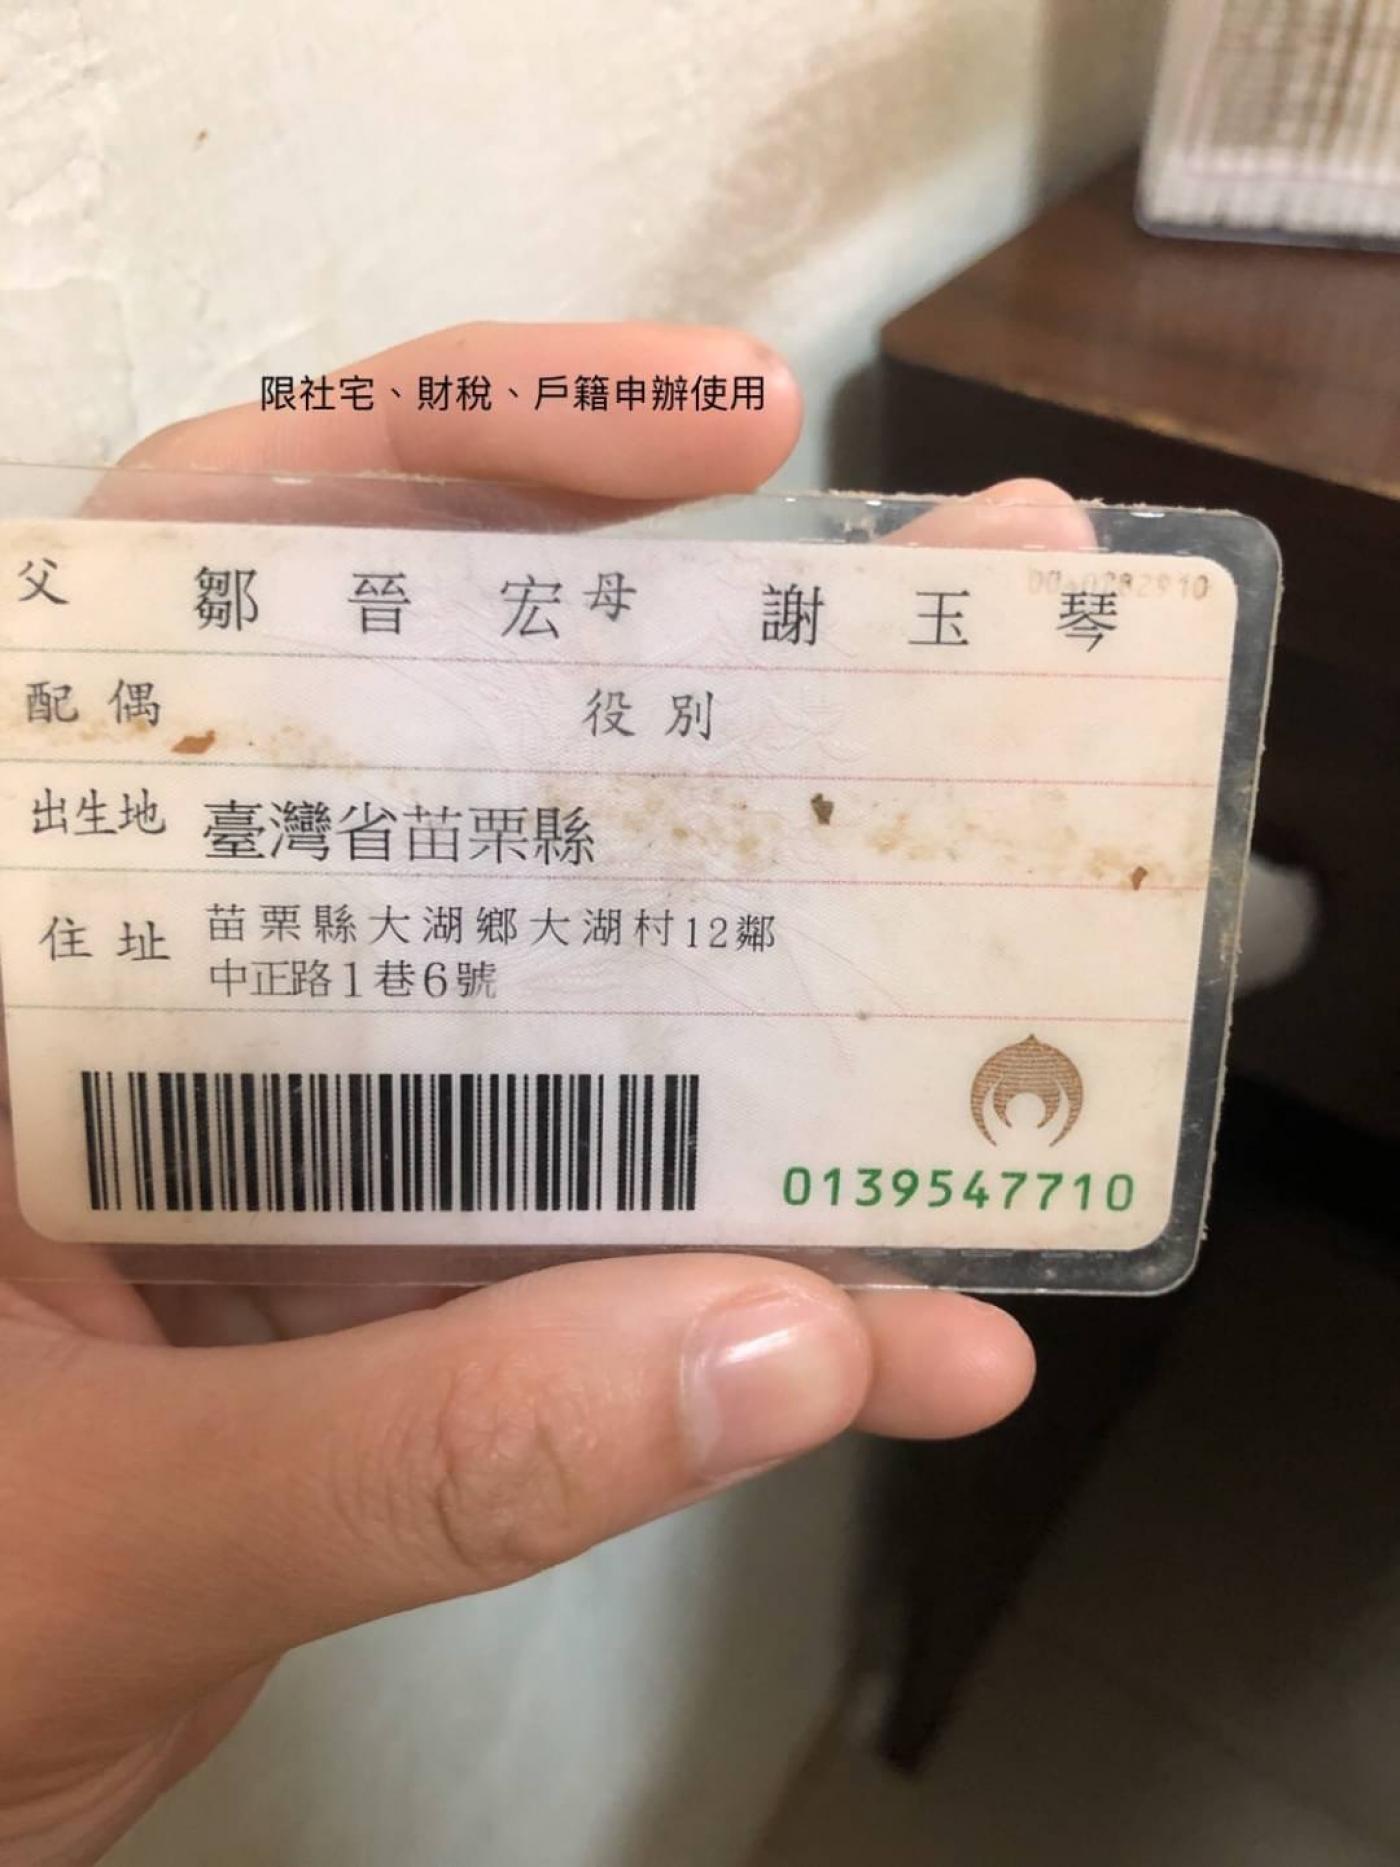 限社宅、財稅、戶籍申辦使用
父 鄒晉宏 母 謝玉琴
配偶 役別
出生地 臺灣省苗栗縣
住址 苗栗縣大湖鄉大湖村12鄰
中正路1巷6號
0139547710